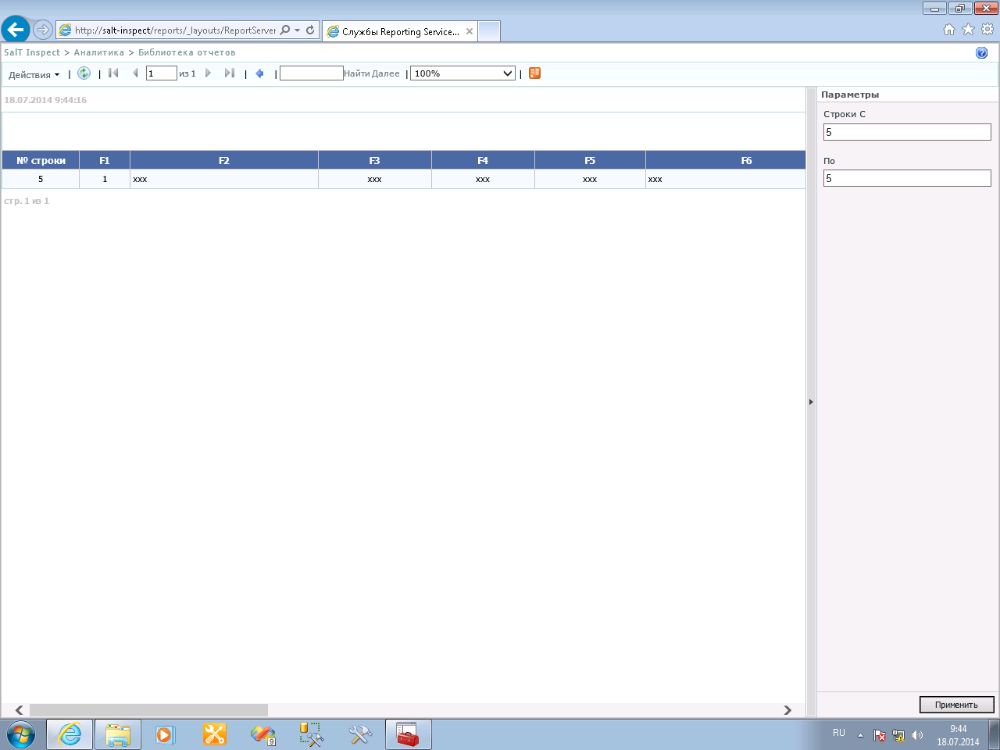 http://salt-inspect/reports/_layouts/ReportServer
Службы Reporting Service...
SalT Inspect > Аналитика > Библиотека отчетов
Действия | | 1 из 1 | | Найти Далее | 100% |
18.07.2014 9:44:16
№ строки F1 F2 F3 F4 F5 F6
5 1 xxx xxx xxx xxx xxx
стр. 1 из 1
Параметры
Строки С
5
По
5
Применить
9
RU
9:44
18.07.2014